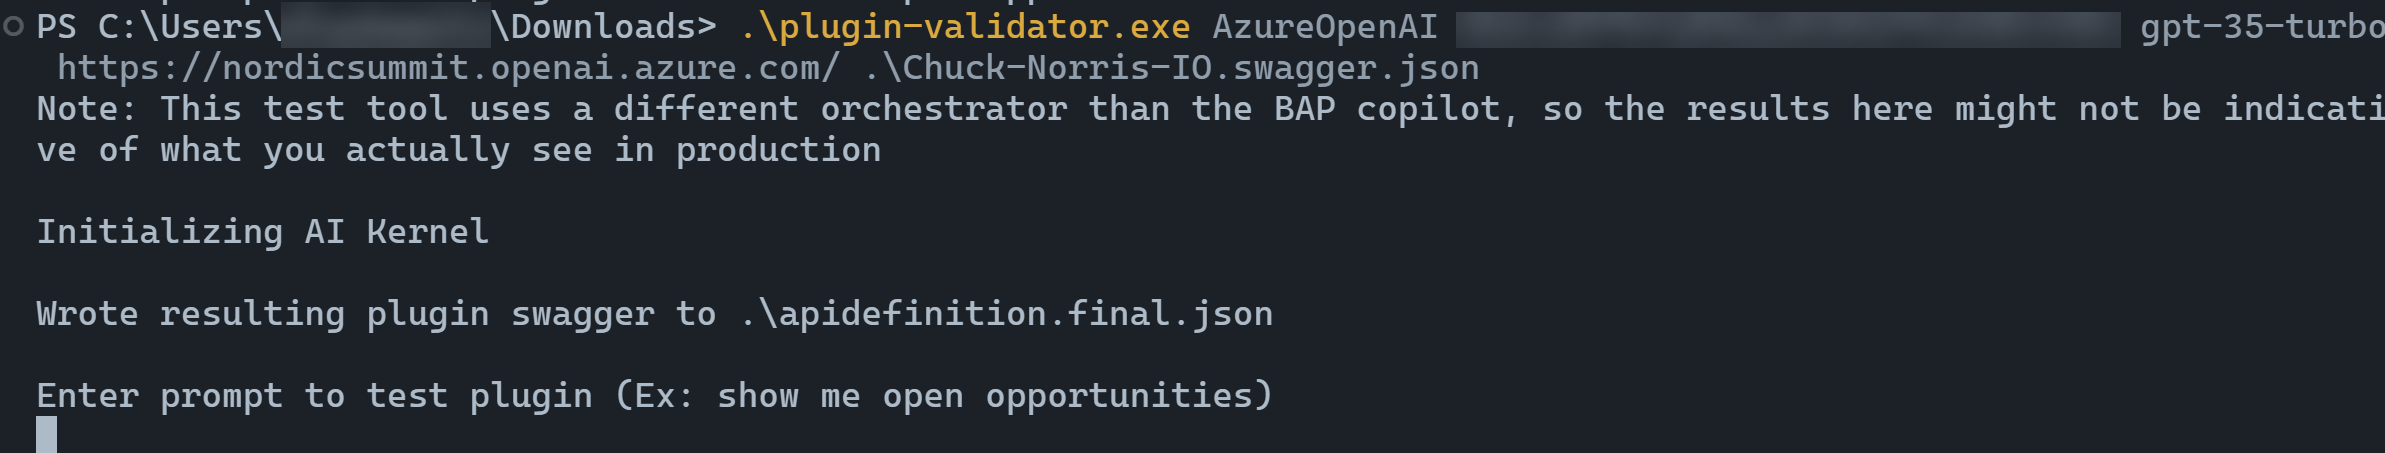 PS C:\Users\ \Downloads> .\plugin-validator.exe AzureOpenAI gpt-35-turbo
https://nordicsummit.openai.azure.com/ .\Chuck-Norris-IO.swagger.json
Note: This test tool uses a different orchestrator than the BAP copilot, so the results here might not be indicati
ve of what you actually see in production
Initializing AI Kernel
Wrote resulting plugin swagger to .\apidefinition.final.json
Enter prompt to test plugin (Ex: show me open opportunities)